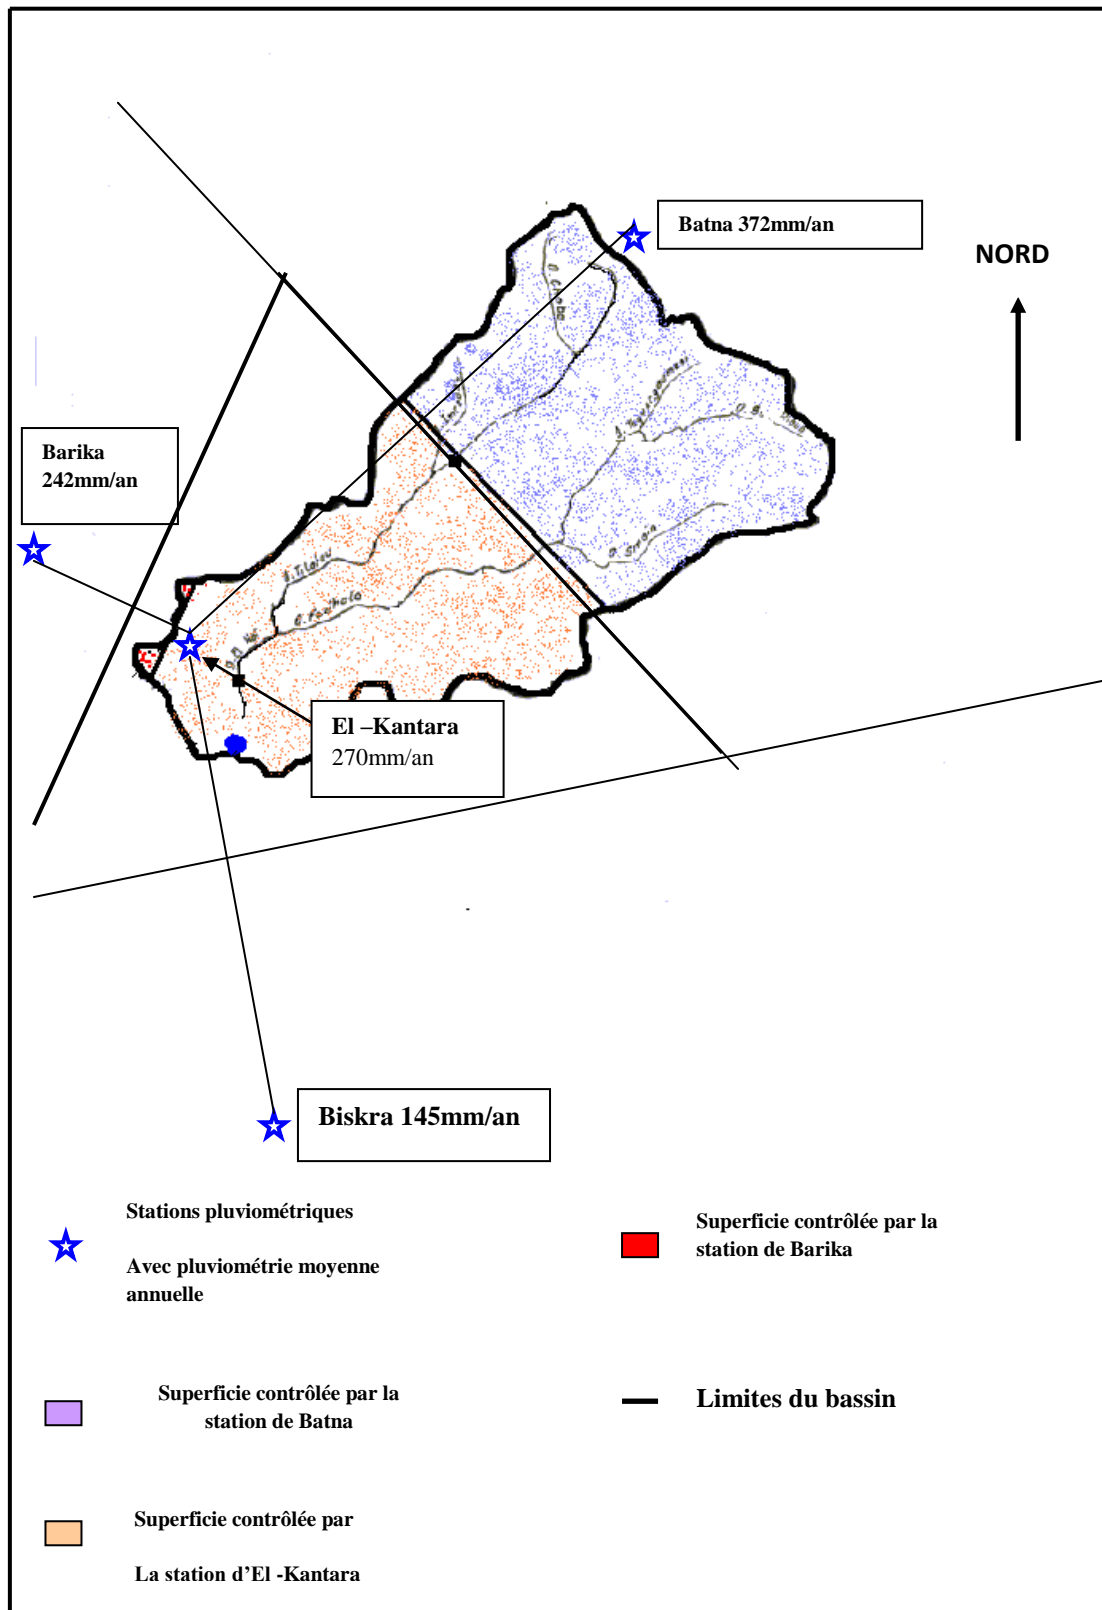 Batna 372mm/an
NORD
Barika
242mm/an
El –Kantara
270mm/an
Biskra 145mm/an
Stations pluviométriques
Avec pluviométrie moyenne
annuelle
Superficie contrôlée par la
station de Barika
Superficie contrôlée par la
station de Batna
Limites du bassin
Superficie contrôlée par
La station d’El -Kantara